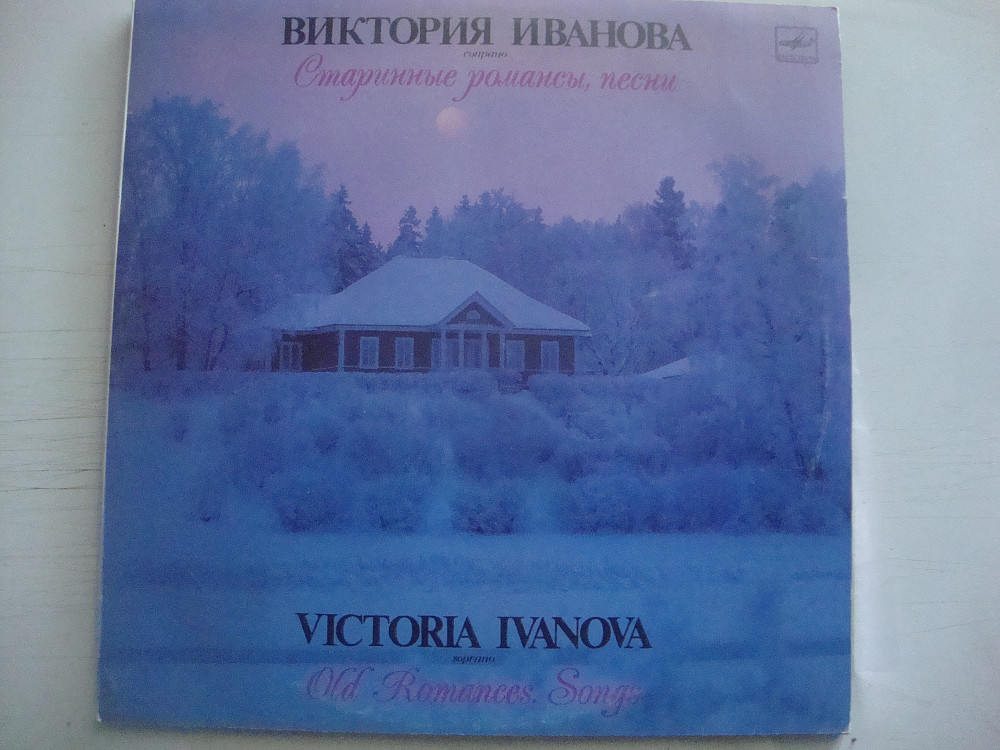 ВИКТОРИЯ ИВАНОВА
сопрано
Старинные романсы, песни
VICTORIA IVANOVA
soprano
Old Romances. Songs